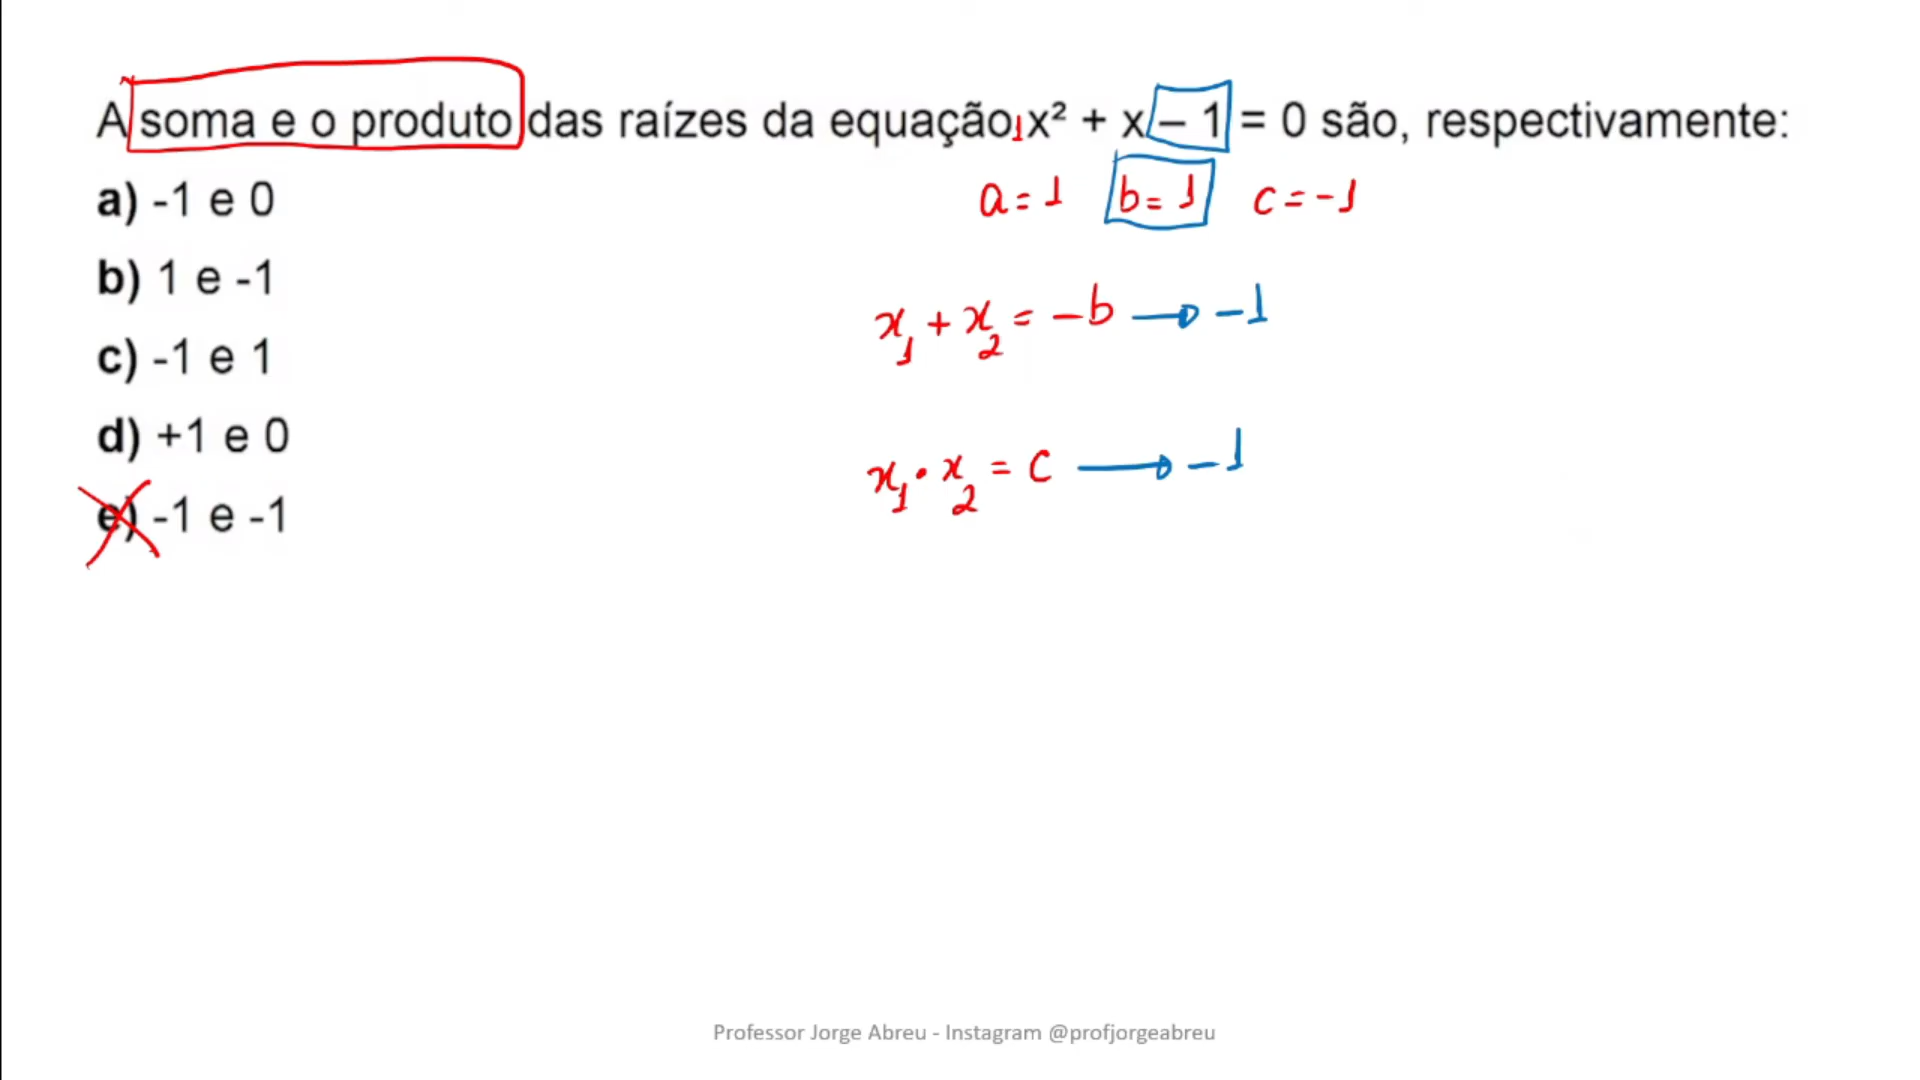 A soma e o produto das raízes da equação 1x² + x – 1 = 0 são, respectivamente:
a = 1 b = 1 c = -1
a) -1 e 0
b) 1 e -1
c) -1 e 1
d) +1 e 0
e) -1 e -1
x₁ + x₂ = -b → -1
x₁ · x₂ = c → -1
Professor Jorge Abreu - Instagram @profjorgeabreu